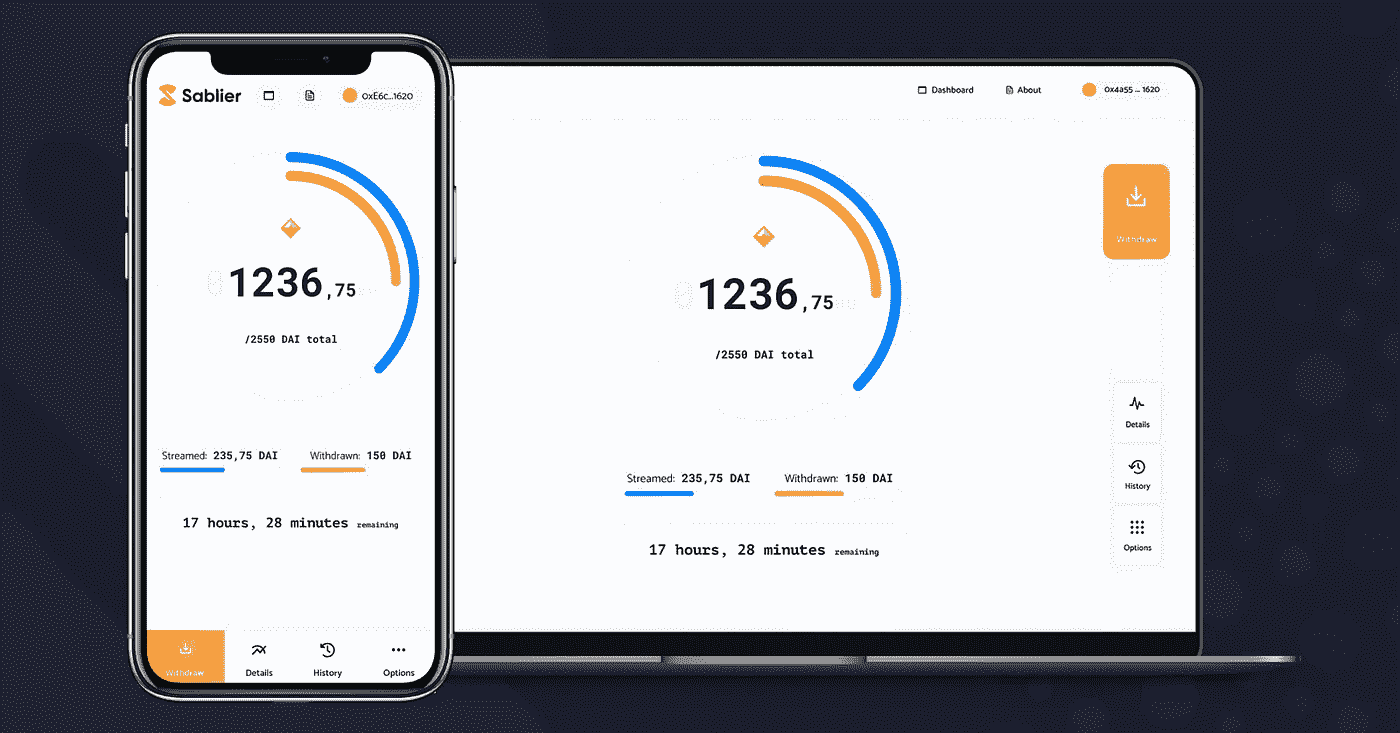 Sablier
0xE6c...1620
1236,75
/2550 DAI total
Streamed: 235,75 DAI
Withdrawn: 150 DAI
17 hours, 28 minutes remaining
Withdraw
Details
History
Options
Dashboard
About
0x4a55 ... 1620
Withdraw
1236,75
/2550 DAI total
Details
History
Options
Streamed: 235,75 DAI
Withdrawn: 150 DAI
17 hours, 28 minutes remaining